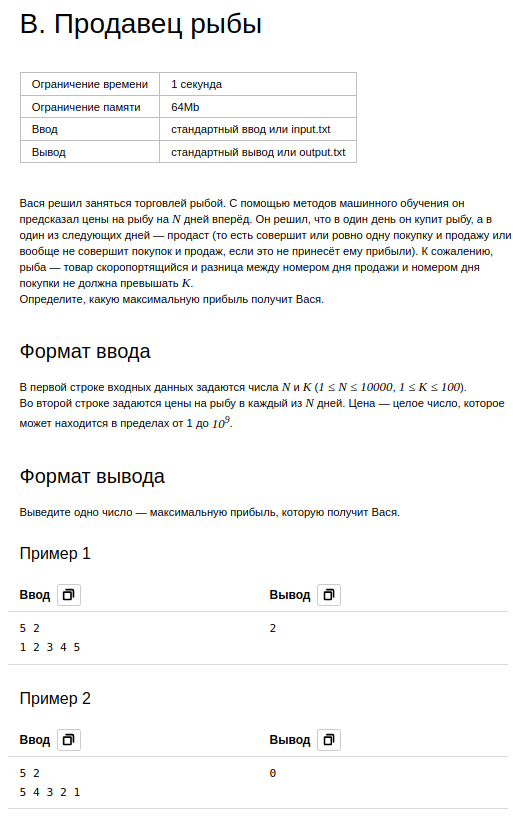 В. Продавец рыбы
Ограничение времени 1 секунда
Ограничение памяти 64Mb
Ввод стандартный ввод или input.txt
Вывод стандартный вывод или output.txt
Вася решил заняться торговлей рыбой. С помощью методов машинного обучения он
предсказал цены на рыбу на N дней вперёд. Он решил, что в один день он купит рыбу, а в
один из следующих дней — продаст (то есть совершит или ровно одну покупку и продажу или
вообще не совершит покупок и продаж, если это не принесёт ему прибыли). К сожалению,
рыба — товар скоропортящийся и разница между номером дня продажи и номером дня
покупки не должна превышать K.
Определите, какую максимальную прибыль получит Вася.
Формат ввода
В первой строке входных данных задаются числа N и K (1 ≤ N ≤ 10000, 1 ≤ K ≤ 100).
Во второй строке задаются цены на рыбу в каждый из N дней. Цена — целое число, которое
может находится в пределах от 1 до 10⁹.
Формат вывода
Выведите одно число — максимальную прибыль, которую получит Вася.
Пример 1
Ввод Вывод
5 2 2
1 2 3 4 5
Пример 2
Ввод Вывод
5 2 0
5 4 3 2 1